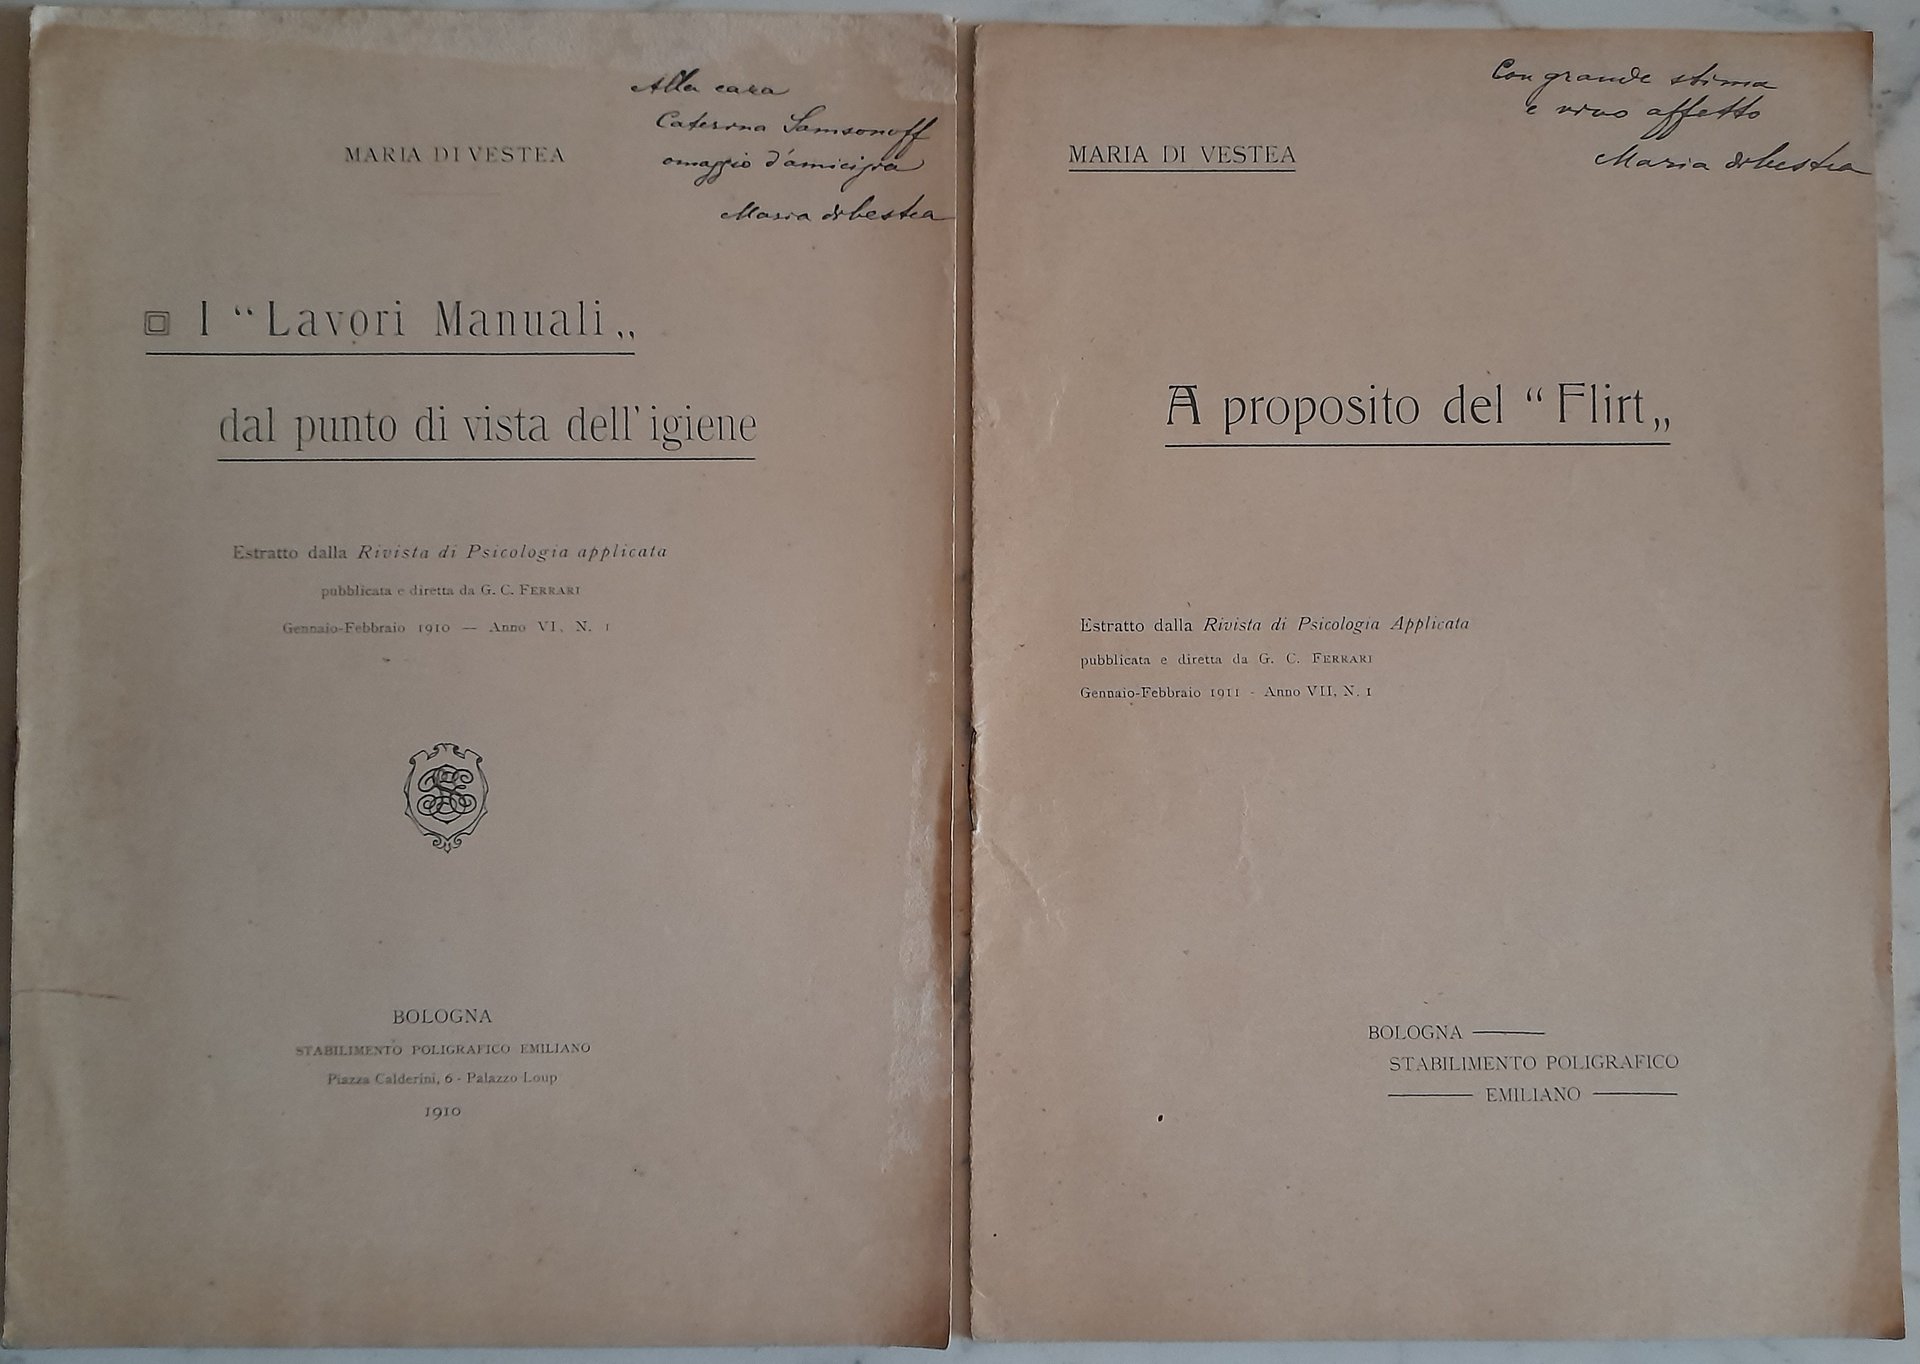 Alla cara
Caterina Samsonoff
omaggio d'amicizia
Maria di Vestea
MARIA DI VESTEA
I “Lavori Manuali„
dal punto di vista dell'igiene
Estratto dalla Rivista di Psicologia applicata
pubblicata e diretta da G. C. FERRARI
Gennaio-Febbraio 1910 — Anno VI, N. 1
BOLOGNA
STABILIMENTO POLIGRAFICO EMILIANO
Piazza Calderini, 6 - Palazzo Loup
1910
Con grande stima
e vivo affetto
Maria di Vestea
MARIA DI VESTEA
A proposito del “Flirt„
Estratto dalla Rivista di Psicologia Applicata
pubblicata e diretta da G. C. FERRARI
Gennaio-Febbraio 1911 - Anno VII, N. 1
BOLOGNA
STABILIMENTO POLIGRAFICO
EMILIANO